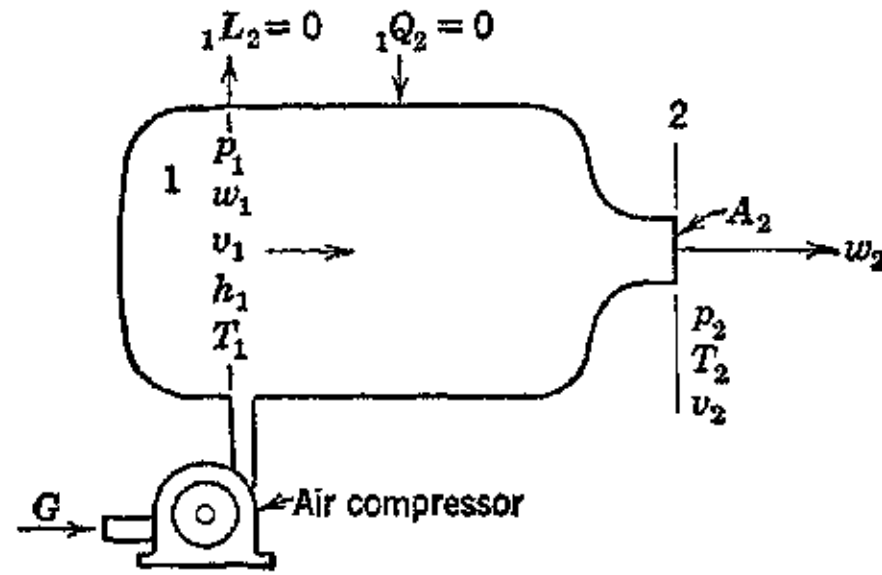 ₁L₂ = 0 ₁Q₂ = 0
2
p₁
1
w₁
A₂
v₁
w₂
h₁
p₂
T₁
T₂
v₂
G
Air compressor